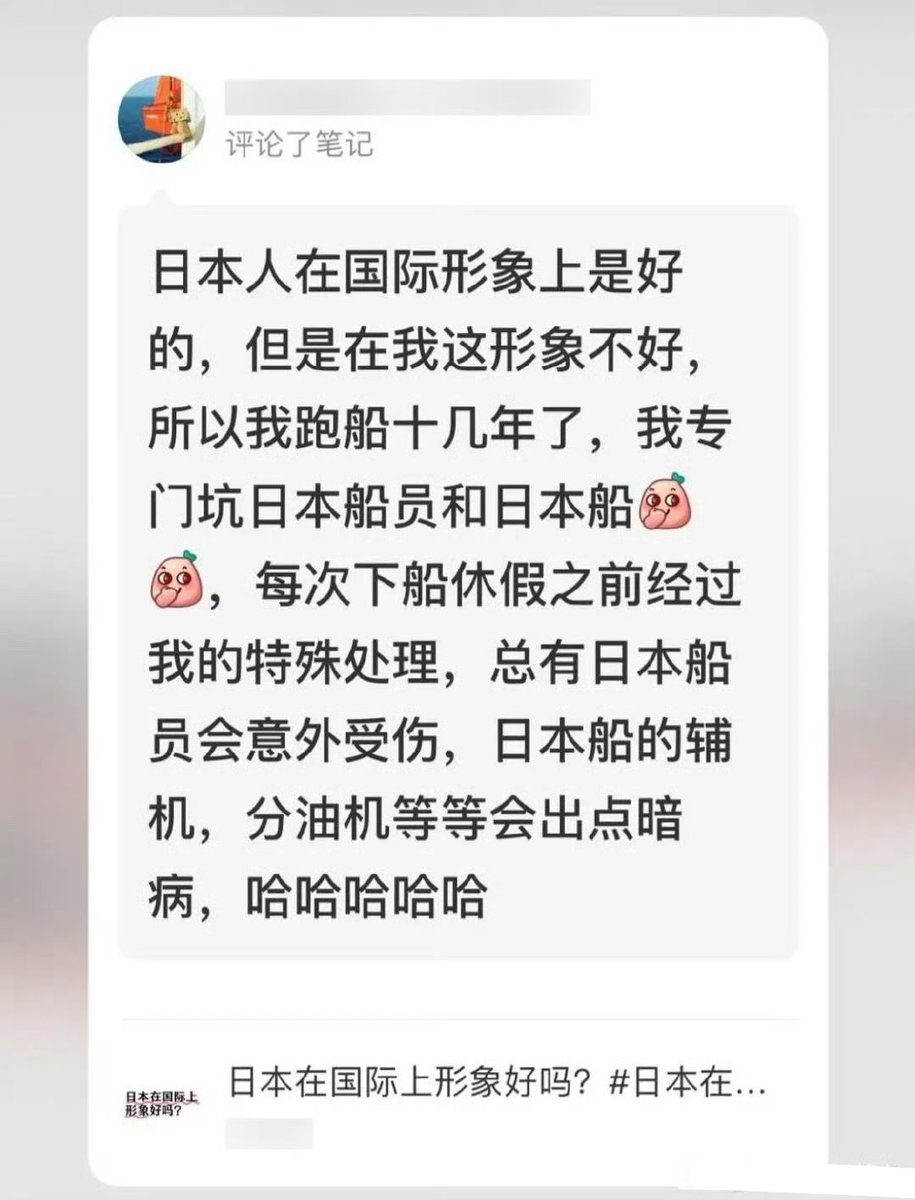 评论了笔记
日本人在国际形象上是好
的，但是在我这形象不好，
所以我跑船十几年了，我专
门坑日本船员和日本船
，每次下船休假之前经过
我的特殊处理，总有日本船
员会意外受伤，日本船的辅
机，分油机等等会出点暗
病，哈哈哈哈哈
日本在国际上形象好吗？#日本在...
日本在国际上
形象好吗？